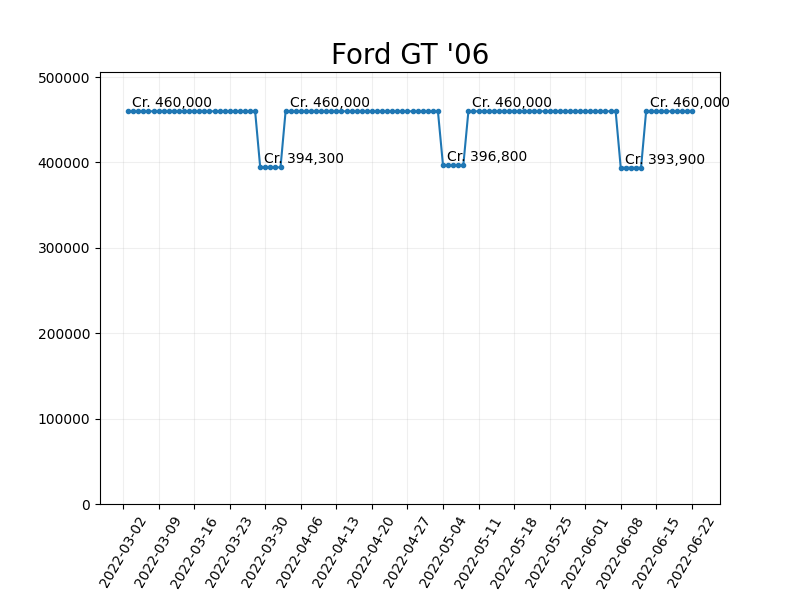 Ford GT '06
500000
400000
300000
200000
100000
0
Cr. 460,000
Cr. 394,300
Cr. 460,000
Cr. 396,800
Cr. 460,000
Cr. 393,900
Cr. 460,000
2022-03-02
2022-03-09
2022-03-16
2022-03-23
2022-03-30
2022-04-06
2022-04-13
2022-04-20
2022-04-27
2022-05-04
2022-05-11
2022-05-18
2022-05-25
2022-06-01
2022-06-08
2022-06-15
2022-06-22